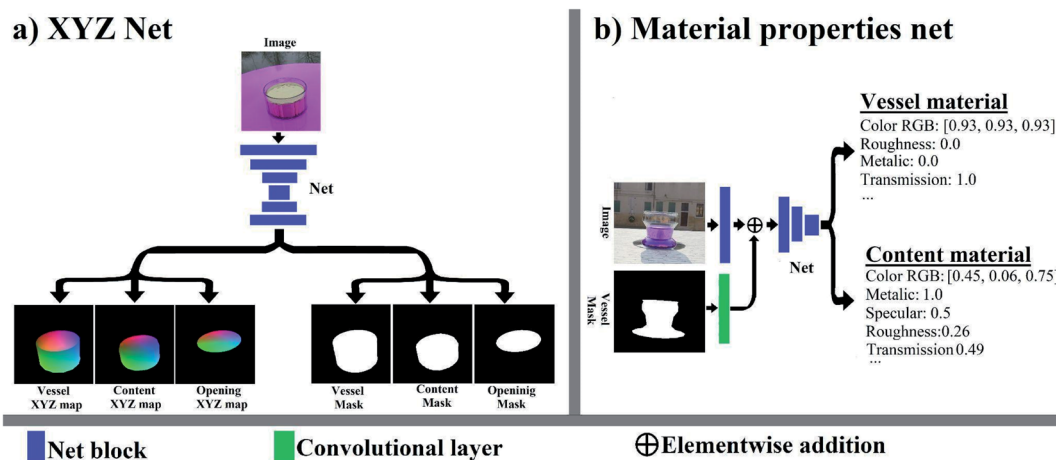 a) XYZ Net
Image
Net
Vessel
XYZ map
Content
XYZ map
Opening
XYZ map
Vessel
Mask
Content
Mask
Openinig Mask
b) Material properties net
Image
Vessel
Mask
Net
Vessel material
Color RGB: [0.93, 0.93, 0.93]
Roughness: 0.0
Metalic: 0.0
Transmission: 1.0
...
Content material
Color RGB: [0.45, 0.06, 0.75]
Metalic: 1.0
Specular: 0.5
Roughness:0.26
Transmission 0.49
...
Net block
Convolutional layer
Elementwise addition